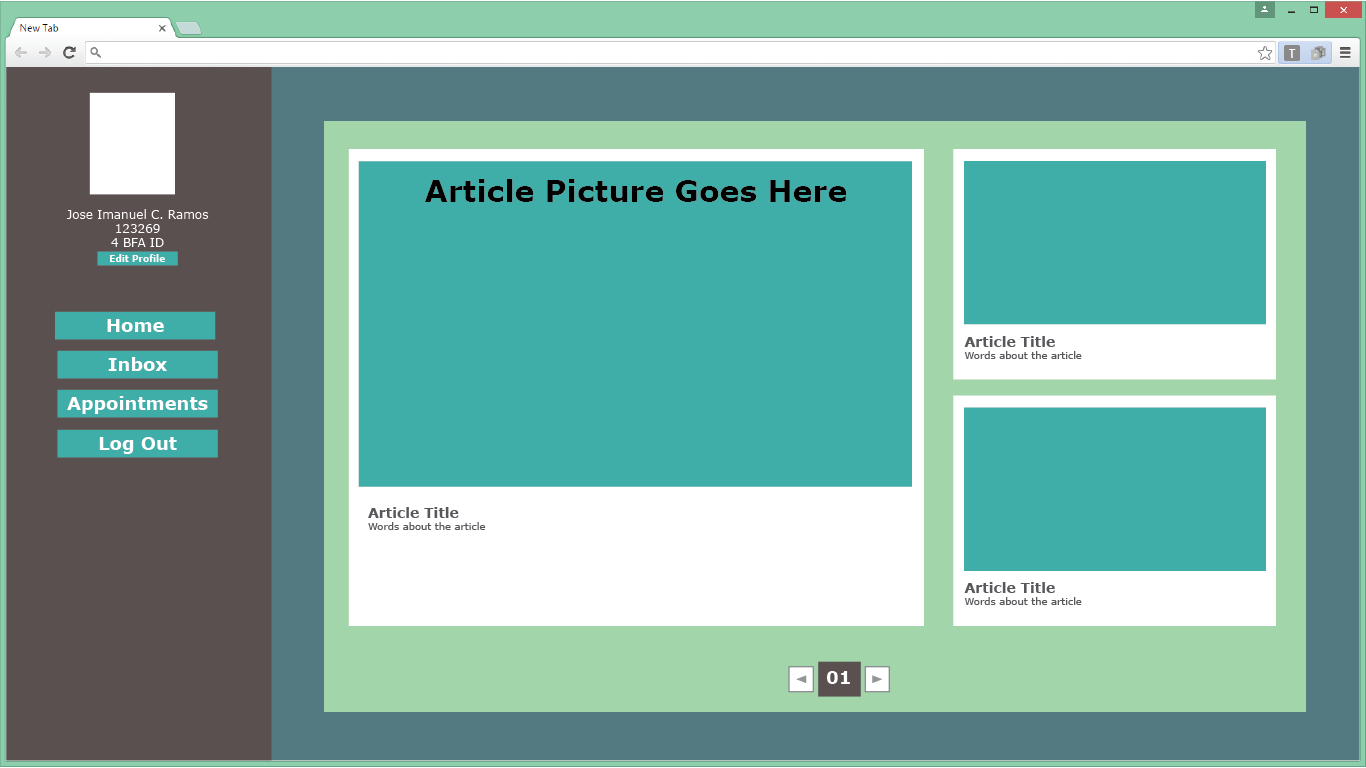 New Tab
T
Jose Imanuel C. Ramos
123269
4 BFA ID
Edit Profile
Home
Inbox
Appointments
Log Out
Article Picture Goes Here
Article Title
Words about the article
Article Title
Words about the article
Article Title
Words about the article
01